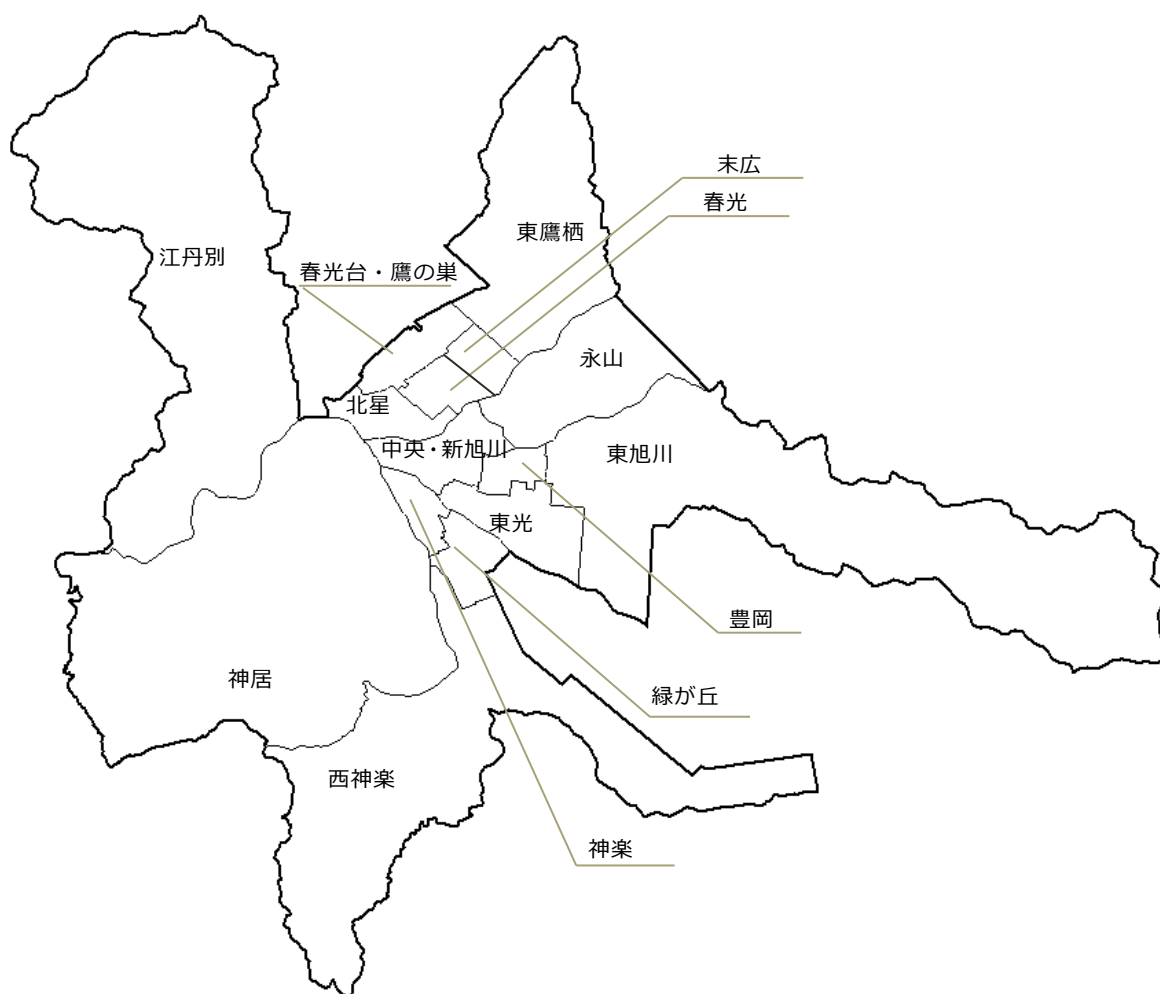 末広
春光
東鷹栖
江丹別
春光台・鷹の巣
永山
北星
中央・新旭川
東旭川
東光
豊岡
神居
緑が丘
西神楽
神楽